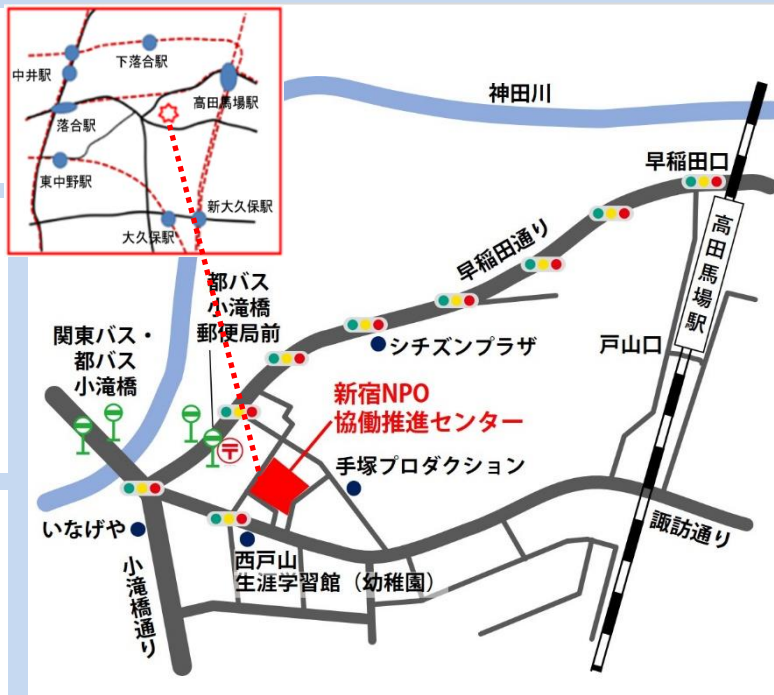 中井駅
下落合駅
高田馬場駅
落合駅
東中野駅
新大久保駅
大久保駅
神田川
早稲田口
早稲田通り
高田馬場駅
都バス
小滝橋
郵便局前
関東バス・
都バス
小滝橋
シチズンプラザ
戸山口
新宿NPO
協働推進センター
〒
手塚プロダクション
いなげや
西戸山
生涯学習館（幼稚園）
諏訪通り
小滝橋通り